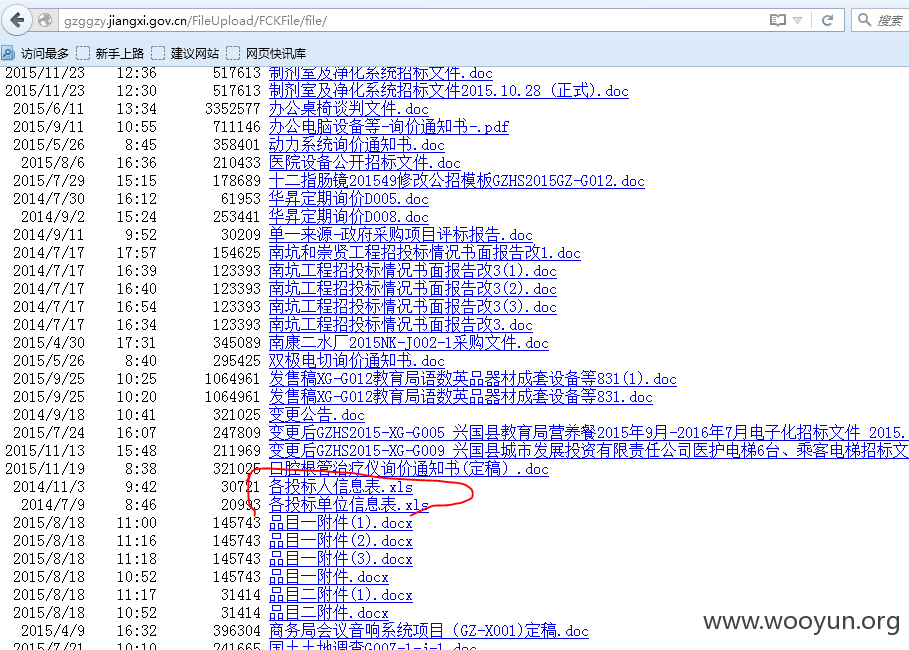 gzggzy.jiangxi.gov.cn/FileUpload/FCKFile/file/ 搜索
访问最多 新手上路 建议网站 网页快讯库
2015/11/23 12:36 517613 制剂室及净化系统招标文件.doc
2015/11/23 12:30 517613 制剂室及净化系统招标文件2015.10.28 (正式).doc
2015/6/11 13:34 3352577 办公桌椅谈判文件.doc
2015/9/11 10:55 711146 办公电脑设备等-询价通知书-.pdf
2015/5/26 8:45 358401 动力系统询价通知书.doc
2015/8/6 16:36 210433 医院设备公开招标文件.doc
2015/7/29 15:15 178689 十二指肠镜201549修改公招模板GZHS2015GZ-G012.doc
2014/7/30 16:12 61953 华昇定期询价D005.doc
2014/9/2 15:24 253441 华昇定期询价D008.doc
2014/9/11 9:52 30209 单一来源-政府采购项目评标报告.doc
2014/7/17 17:57 154625 南坑和崇贤工程招投标情况书面报告改1.doc
2014/7/17 16:39 123393 南坑工程招投标情况书面报告改3(1).doc
2014/7/17 16:40 123393 南坑工程招投标情况书面报告改3(2).doc
2014/7/17 16:54 123393 南坑工程招投标情况书面报告改3(3).doc
2014/7/17 16:34 123393 南坑工程招投标情况书面报告改3.doc
2015/4/30 17:31 345089 南康二水厂2015NK-J002-1采购文件.doc
2015/5/26 8:40 295425 双极电切询价通知书.doc
2015/9/25 10:25 1064961 发售稿XG-G012教育局语数英品器材成套设备等831(1).doc
2015/9/25 10:20 1064961 发售稿XG-G012教育局语数英品器材成套设备等831.doc
2014/9/18 10:41 321025 变更公告.doc
2015/7/24 16:07 247809 变更后GZHS2015-XG-G005 兴国县教育局营养餐2015年9月-2016年7月电子化招标文件 2015.
2015/11/13 15:48 211969 变更后GZHS2015-XG-G009 兴国县城市发展投资有限责任公司医护电梯6台、乘客电梯招标文
2015/11/19 8:38 321025 口腔根管治疗仪询价通知书(定稿）.doc
2014/11/3 9:42 30721 各投标人信息表.xls
2014/7/9 8:46 20993 各投标单位信息表.xls
2015/8/18 11:00 145743 品目一附件(1).docx
2015/8/18 11:16 145743 品目一附件(2).docx
2015/8/18 11:18 145743 品目一附件(3).docx
2015/8/18 10:52 145743 品目一附件.docx
2015/8/18 11:17 31414 品目二附件(1).docx
2015/8/18 10:52 31414 品目二附件.docx
2015/4/9 16:32 396304 商务局会议音响系统项目（GZ-X001)定稿.doc
2015/7/21 10:10 241665 国土土地调查G007-1-j-1.doc
www.wooyun.org